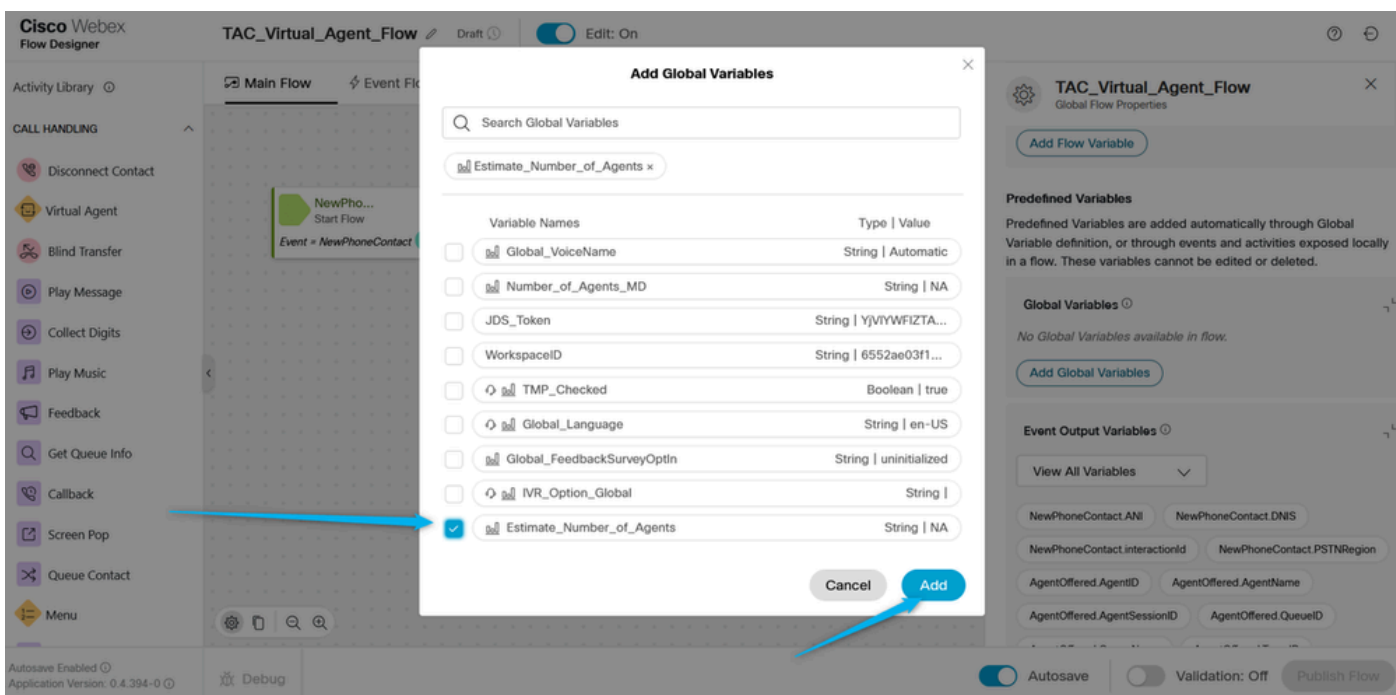 Cisco Webex
Flow Designer
TAC_Virtual_Agent_Flow
Draft
Edit: On
Activity Library
CALL HANDLING
Disconnect Contact
Virtual Agent
Blind Transfer
Play Message
Collect Digits
Play Music
Feedback
Get Queue Info
Callback
Screen Pop
Queue Contact
Menu
Autosave Enabled
Application Version: 0.4.394-0
Main Flow
Event Flo
NewPho...
Start Flow
Event = NewPhoneContact
Debug
Add Global Variables
Search Global Variables
Estimate_Number_of_Agents ×
Variable Names Type | Value
Global_VoiceName String | Automatic
Number_of_Agents_MD String | NA
JDS_Token
WorkspaceID String | 6552ae03f1...
TMP_Checked Boolean | true
Global_Language String | en-US
Global_FeedbackSurveyOptIn String | uninitialized
IVR_Option_Global String |
Estimate_Number_of_Agents String | NA
Cancel
Add
TAC_Virtual_Agent_Flow
Global Flow Properties
Add Flow Variable
Predefined Variables
Predefined Variables are added automatically through Global
Variable definition, or through events and activities exposed locally
in a flow. These variables cannot be edited or deleted.
Global Variables
No Global Variables available in flow.
Add Global Variables
Event Output Variables
View All Variables
NewPhoneContact.ANI NewPhoneContact.DNIS
NewPhoneContact.interactionId NewPhoneContact.PSTNRegion
AgentOffered.AgentID AgentOffered.AgentName
AgentOffered.AgentSessionID AgentOffered.QueueID
Autosave
Validation: Off
Publish Flow